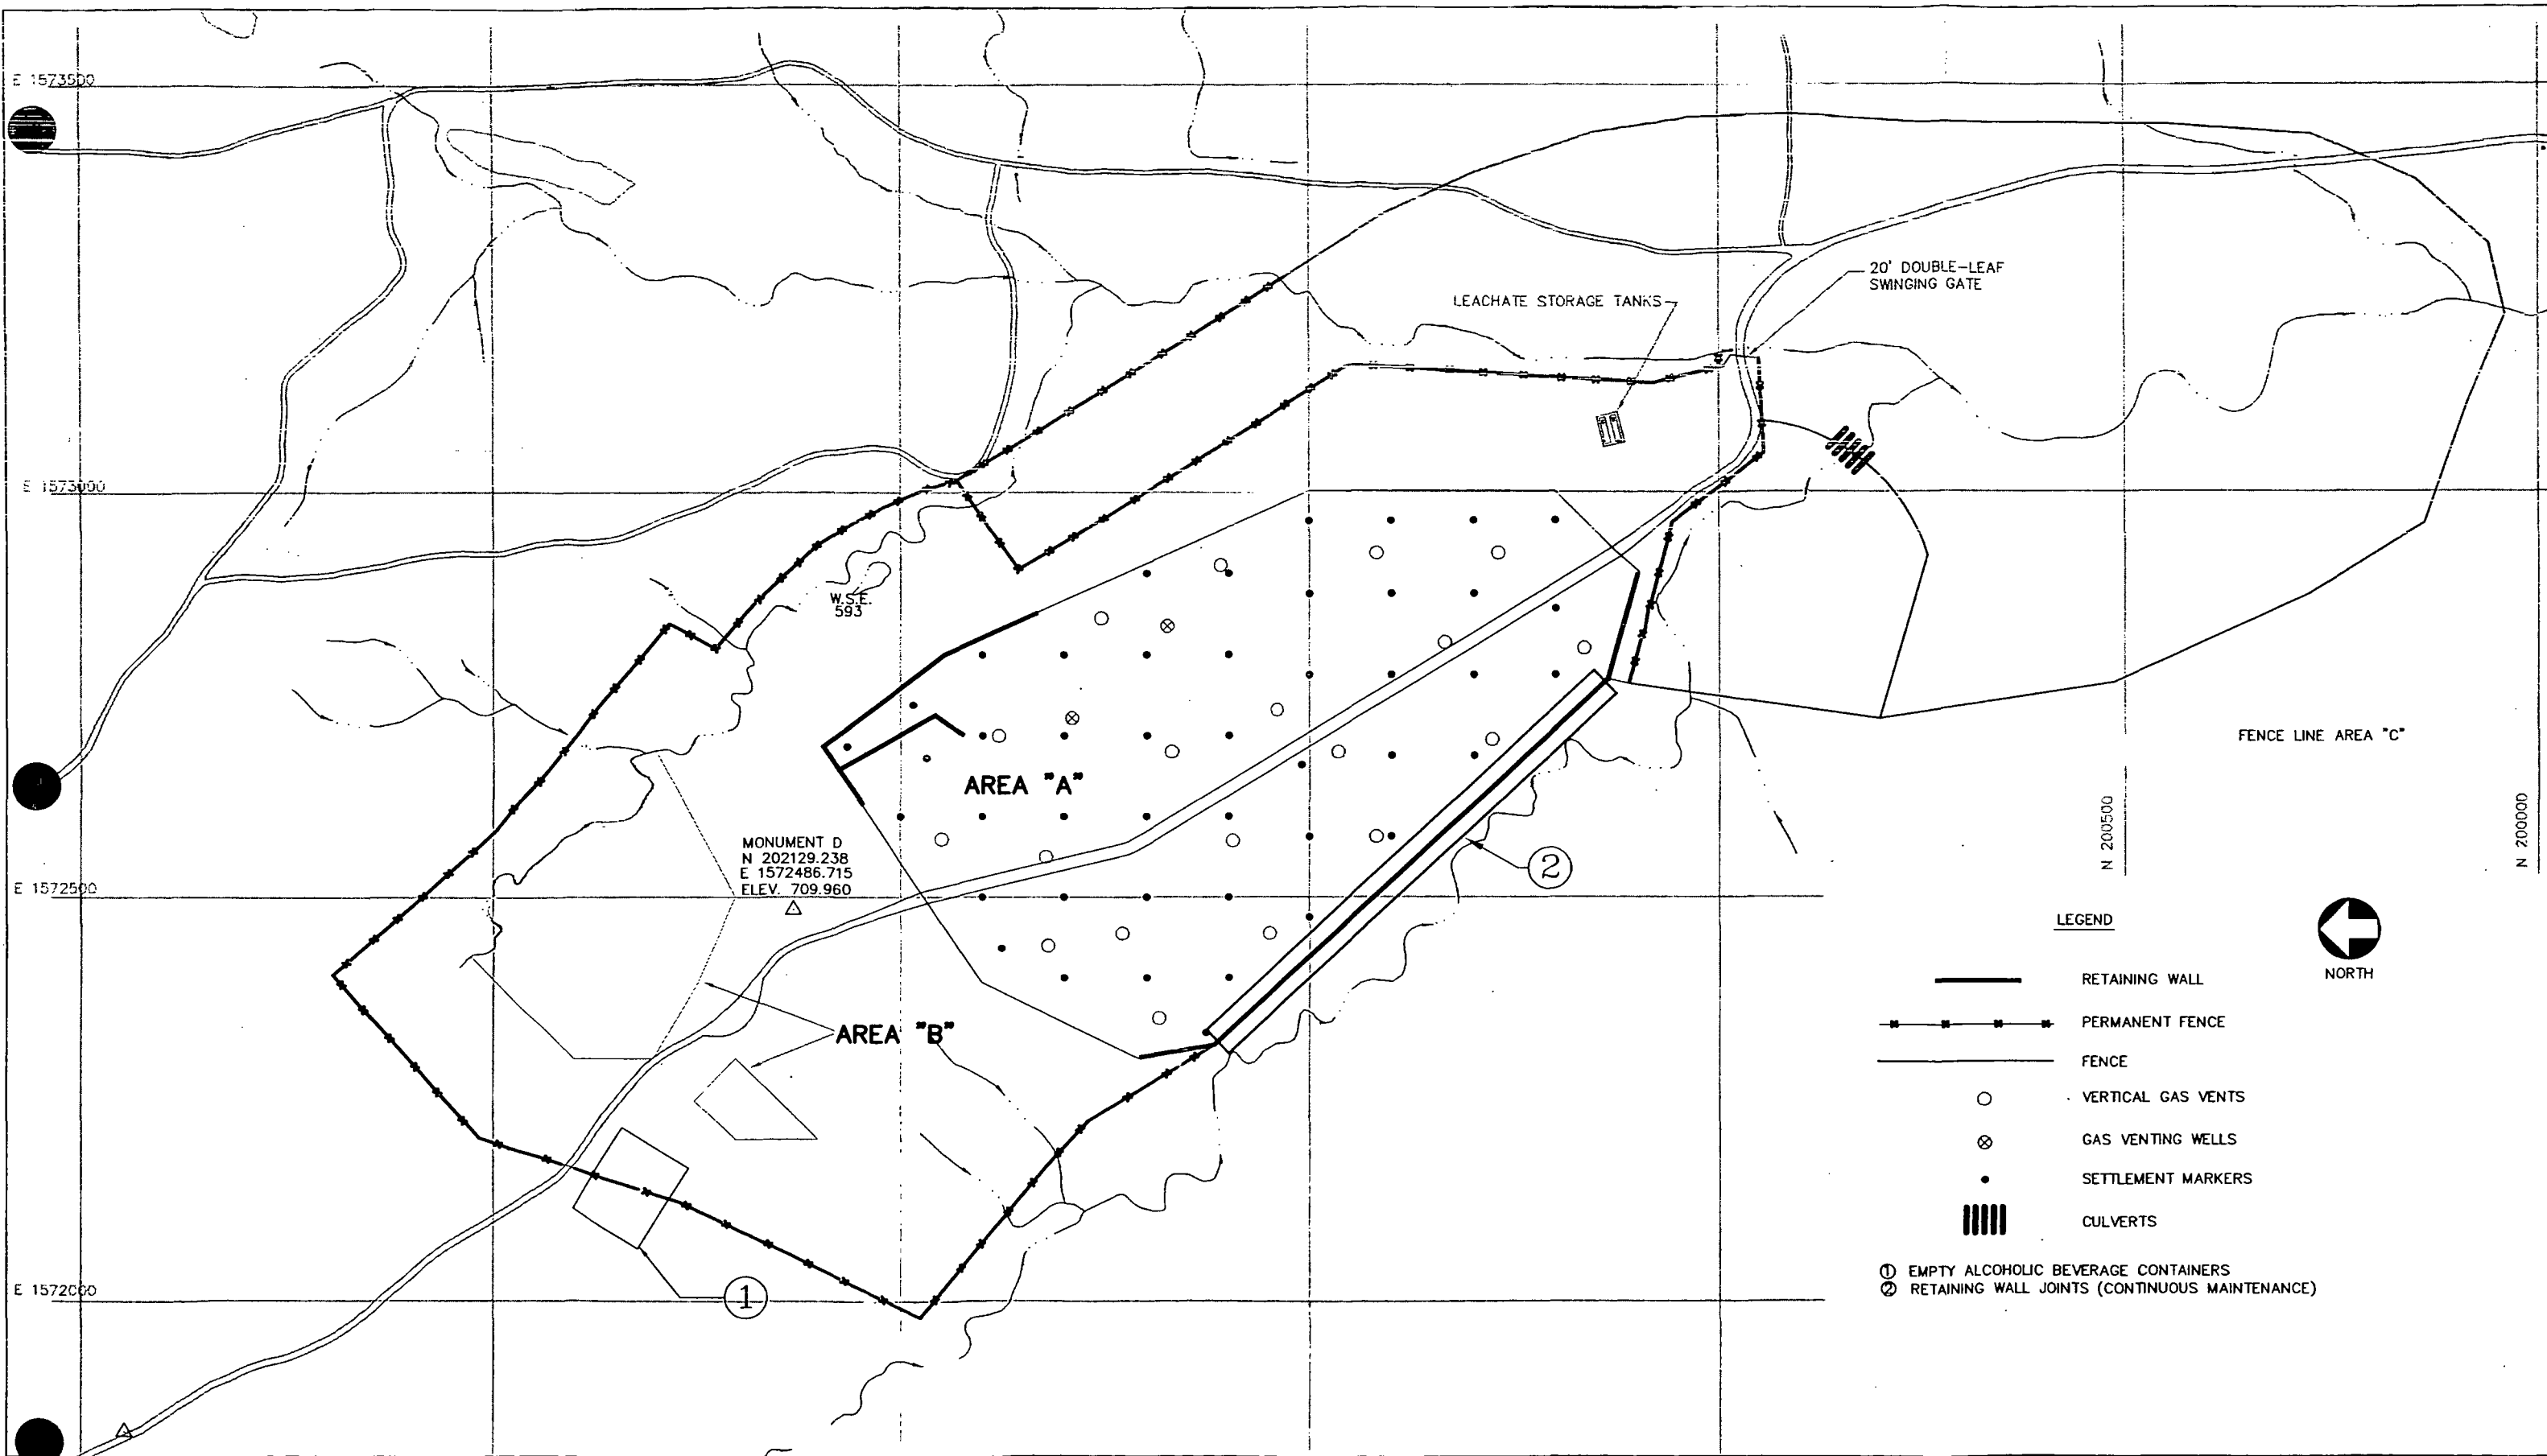 E 1573500
20' DOUBLE-LEAF
SWINGING GATE
LEACHATE STORAGE TANKS
E 1573000
W.S.E.
593
FENCE LINE AREA "C"
AREA "A"
N 200500
N 200000
MONUMENT D
N 202129.238
E 1572486.715
ELEV. 709.960
2
E 1572500
LEGEND
NORTH
RETAINING WALL
AREA "B"
PERMANENT FENCE
FENCE
VERTICAL GAS VENTS
GAS VENTING WELLS
SETTLEMENT MARKERS
CULVERTS
E 1572000
1
① EMPTY ALCOHOLIC BEVERAGE CONTAINERS
② RETAINING WALL JOINTS (CONTINUOUS MAINTENANCE)